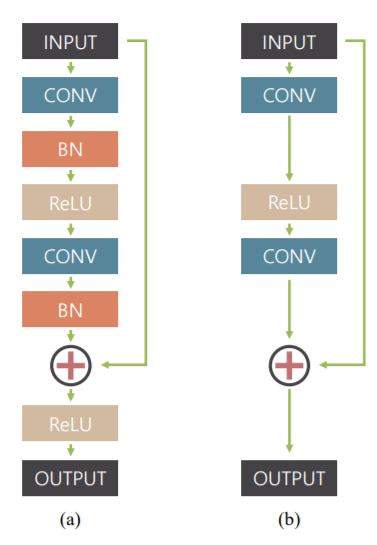 INPUT
CONV
BN
ReLU
CONV
BN
ReLU
OUTPUT
(a)
INPUT
CONV
ReLU
CONV
OUTPUT
(b)